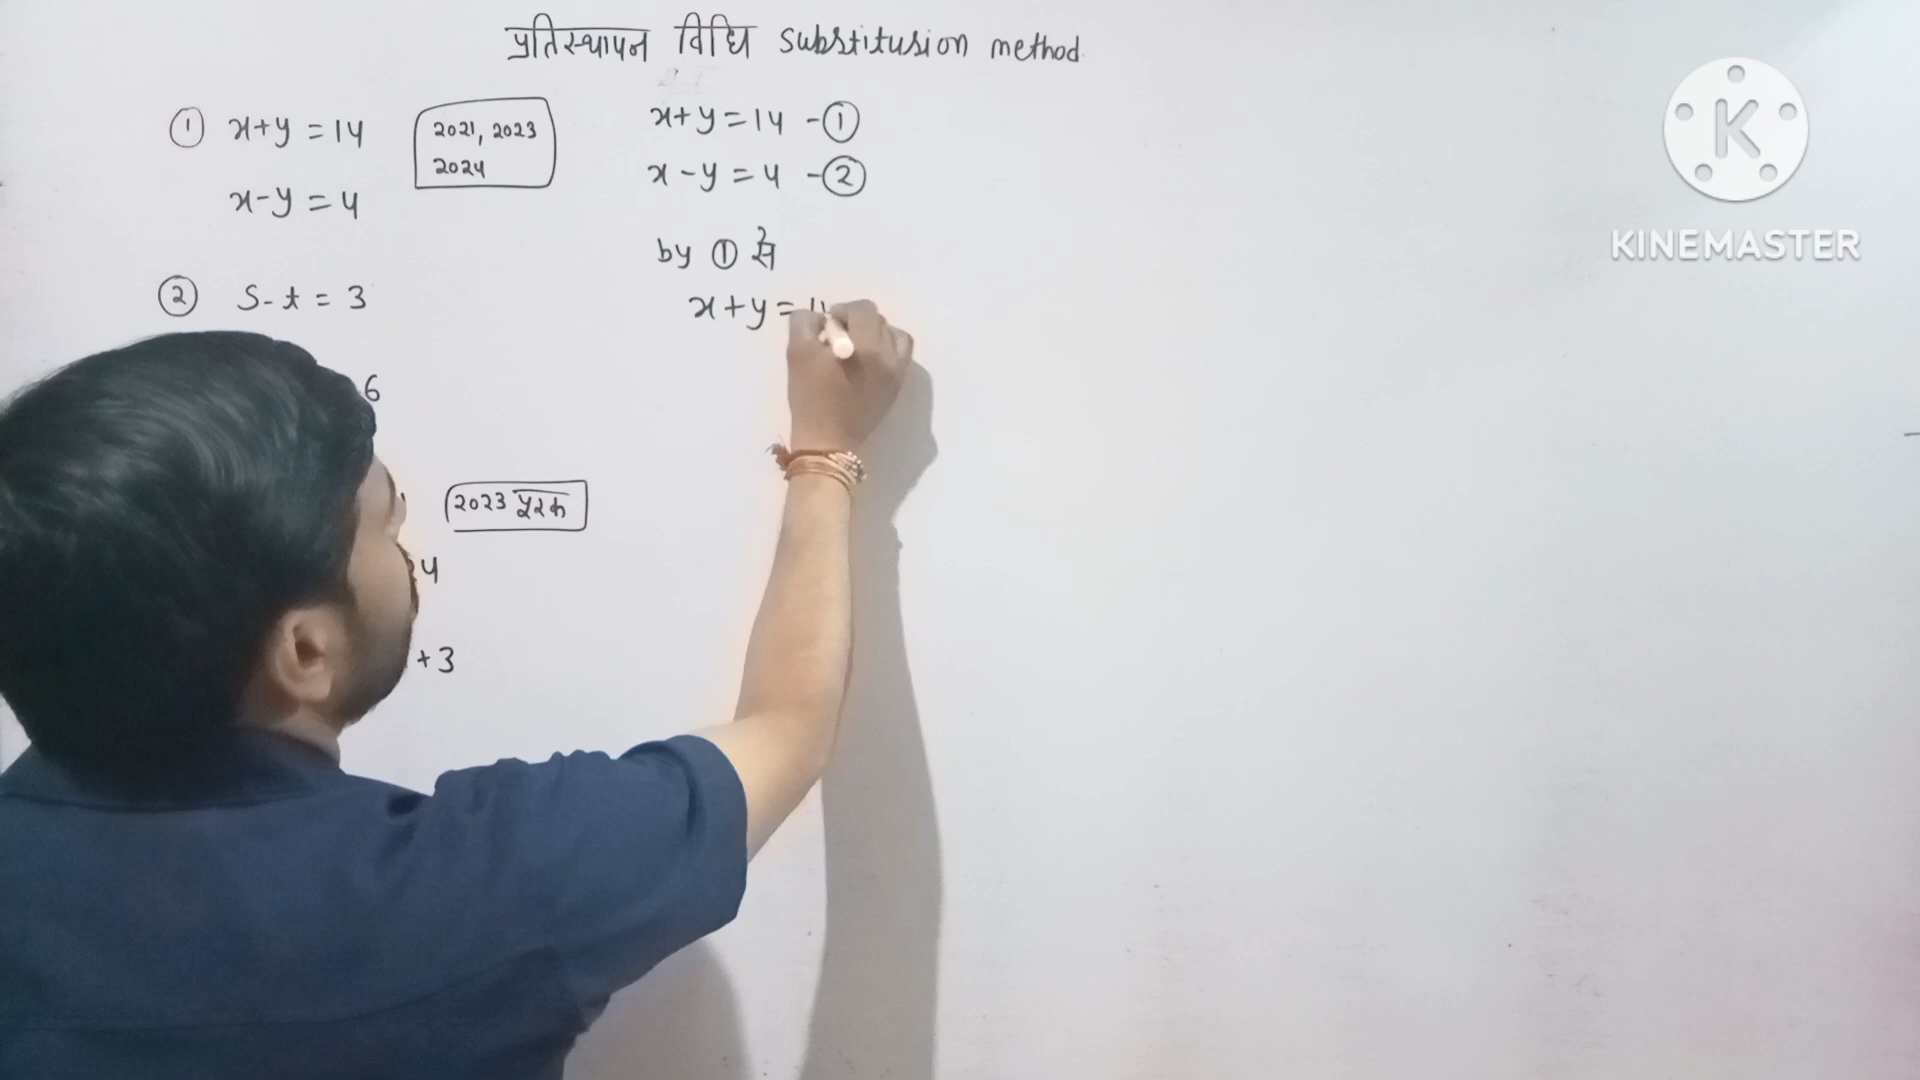 प्रतिस्थापन विधि substitusion method
① x+y=14
2021, 2023
2024
x-y=4
② S-t=3
6
2023 पूरक
4
+3
x+y=14 -①
x-y=4 -②
by ① से
x+y=
K
KINEMASTER